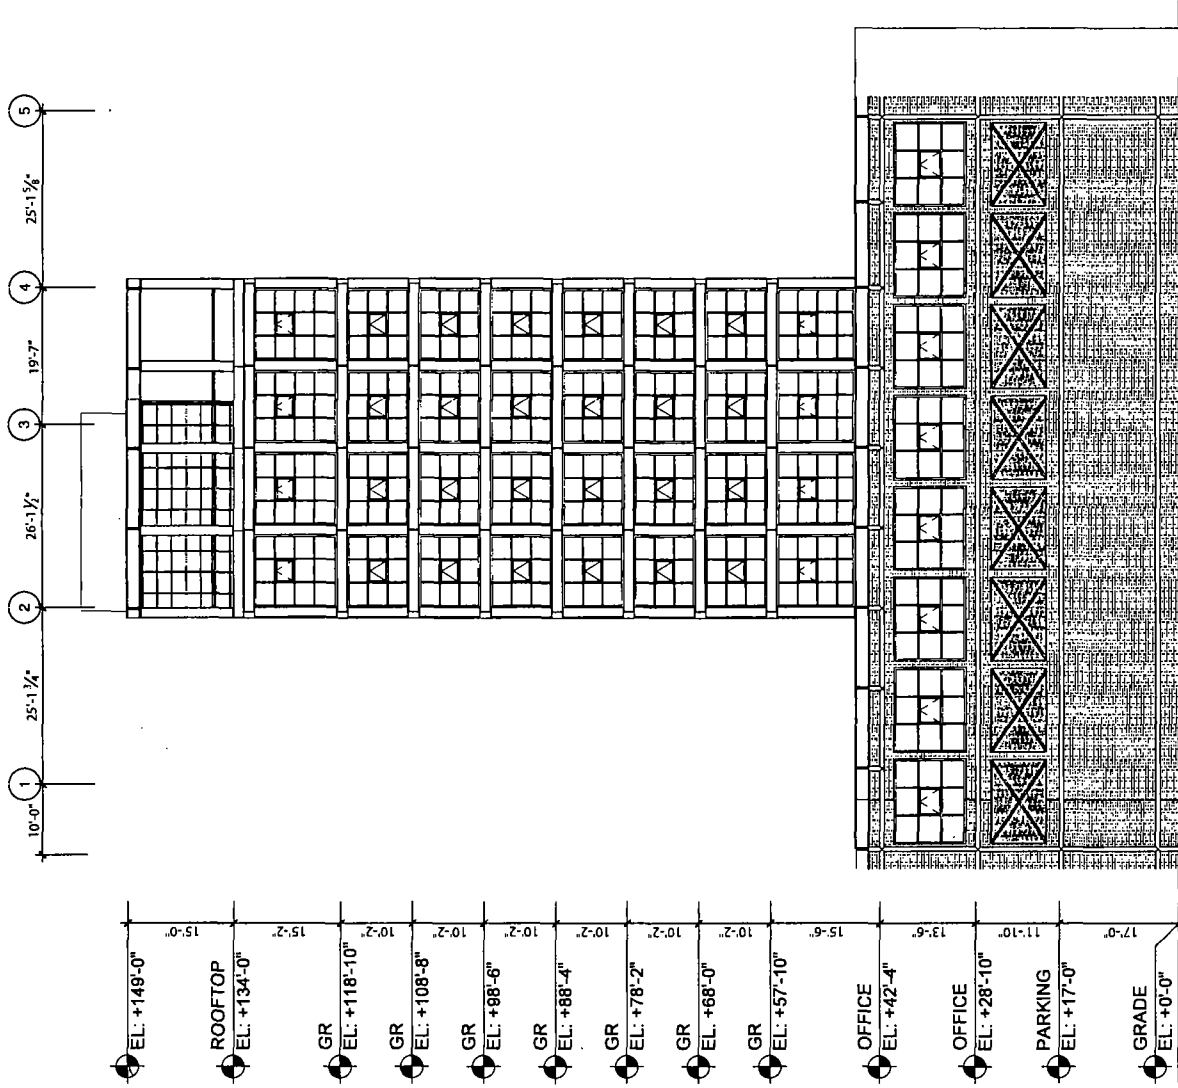 5
25'-1 5/8"
4
19'-7"
3
26'-1 1/2"
2
25'-1 3/4"
1
10'-0"
EL: +149'-0"
15'-0"
ROOFTOP
EL: +134'-0"
15'-2"
GR
EL: +118'-10"
10'-2"
GR
EL: +108'-8"
10'-2"
GR
EL: +98'-6"
10'-2"
GR
EL: +88'-4"
10'-2"
GR
EL: +78'-2"
10'-2"
GR
EL: +68'-0"
10'-2"
GR
EL: +57'-10"
15'-6"
OFFICE
EL: +42'-4"
13'-6"
OFFICE
EL: +28'-10"
11'-10"
PARKING
EL: +17'-0"
17'-0"
GRADE
EL: +0'-0"